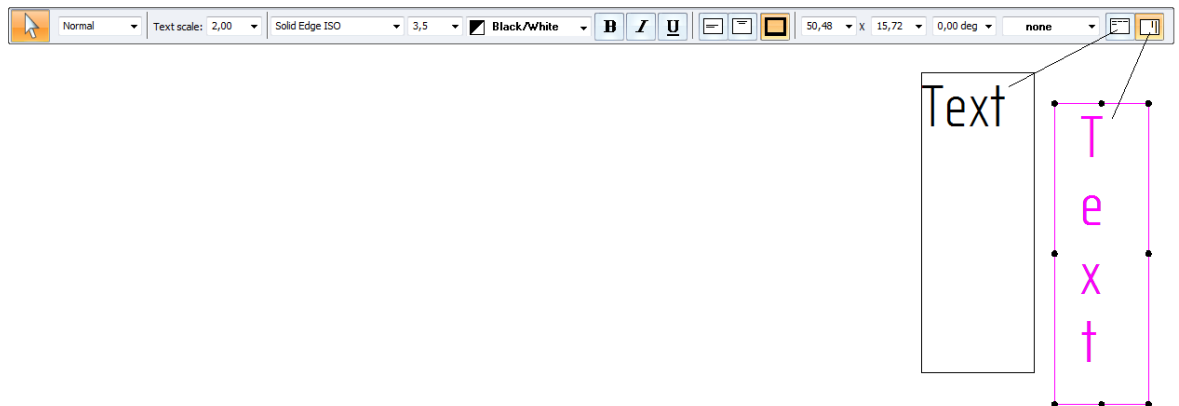 Normal Text scale: 2,00 Solid Edge ISO 3,5 Black/White B I U 50,48 X 15,72 0,00 deg none
Text
T
e
x
t